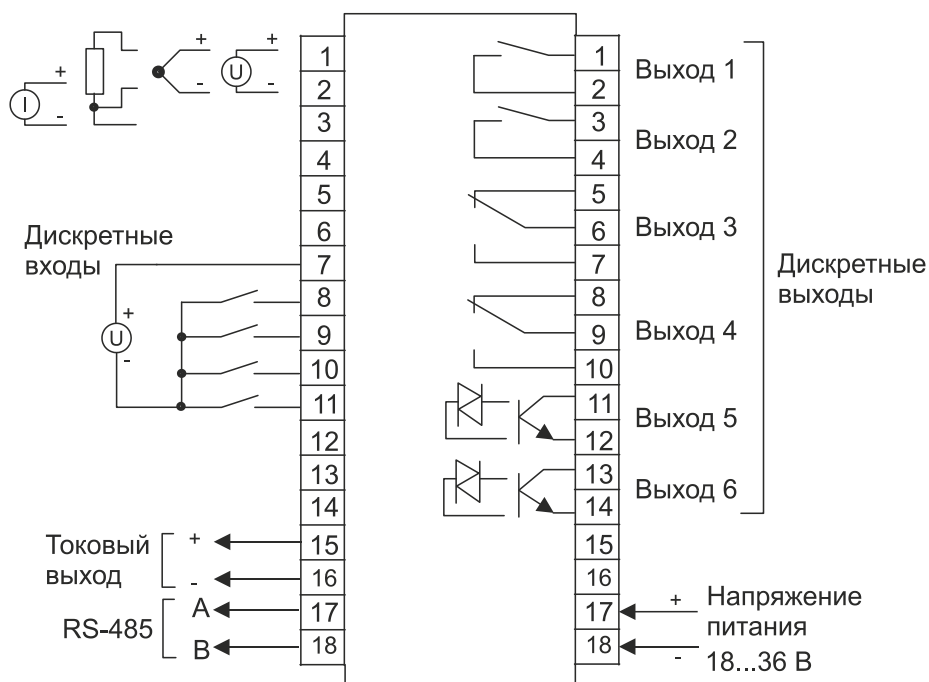 +
-
I
+
-
U
+
-
1
2
3
4
5
6
7
8
9
10
11
12
13
14
15
16
17
18
Дискретные
входы
+
U
-
Токовый
выход
+
-
RS-485
A
B
1
2
3
4
5
6
7
8
9
10
11
12
13
14
15
16
17
18
Выход 1
Выход 2
Выход 3
Выход 4
Выход 5
Выход 6
Дискретные
выходы
+
-
Напряжение
питания
18...36 В